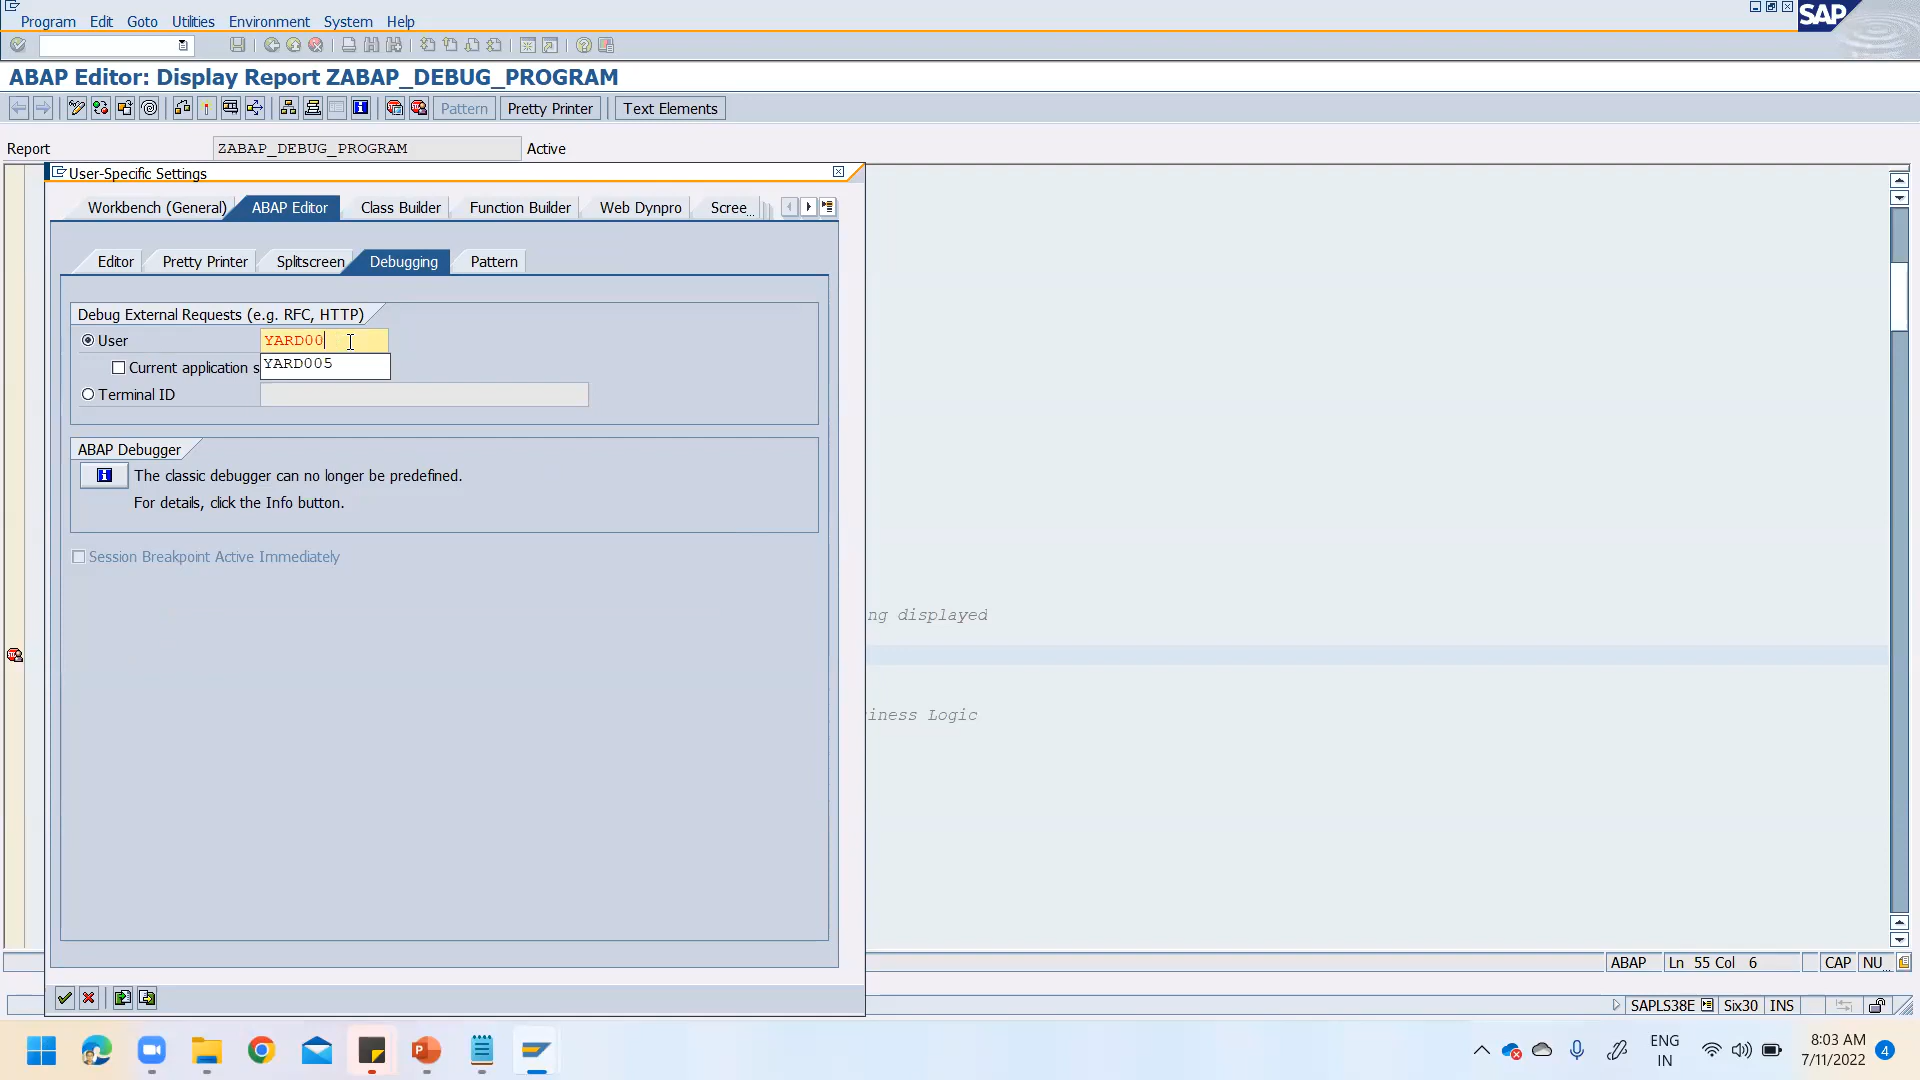 Program Edit Goto Utilities Environment System Help
SAP
ABAP Editor: Display Report ZABAP_DEBUG_PROGRAM
Pattern Pretty Printer Text Elements
Report ZABAP_DEBUG_PROGRAM Active
User-Specific Settings
Workbench (General) ABAP Editor Class Builder Function Builder Web Dynpro Scree...
Editor Pretty Printer Splitscreen Debugging Pattern
Debug External Requests (e.g. RFC, HTTP)
User YARD00
YARD005
Current application s
Terminal ID
ABAP Debugger
The classic debugger can no longer be predefined.
For details, click the Info button.
Session Breakpoint Active Immediately
ng displayed
iness Logic
ABAP Ln 55 Col 6 CAP NU...
SAPLS38E Six30 INS
ENG
IN
8:03 AM
7/11/2022
4